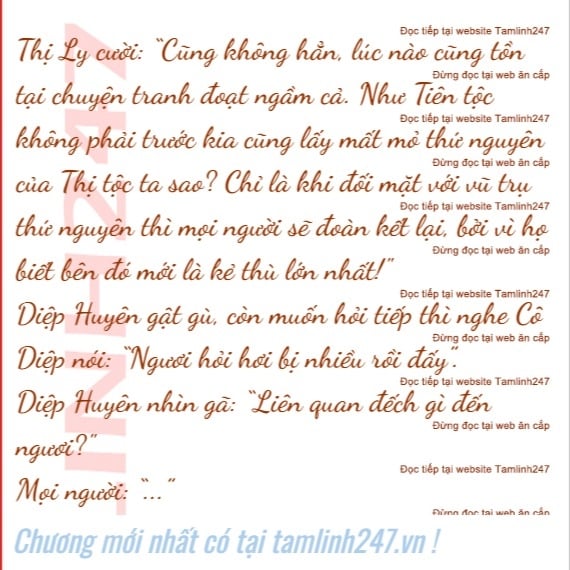 Đọc tiếp tại website Tamlinh247
Thị Ly cười: “Cũng không hẳn, lúc nào cũng tồn
Đừng đọc tại web ăn cắp
tại chuyện tranh đoạt ngầm cả. Như Tiên tộc
Đọc tiếp tại website Tamlinh247
không phải trước kia cũng lấy mất mỏ thứ nguyên
Đừng đọc tại web ăn cắp
của Thị tộc ta sao? Chỉ là khi đối mặt với vũ trụ
Đọc tiếp tại website Tamlinh247
thứ nguyên thì mọi người sẽ đoàn kết lại, bởi vì họ
Đừng đọc tại web ăn cắp
biết bên đó mới là kẻ thù lớn nhất!”
Đọc tiếp tại website Tamlinh247
Diệp Huyên gật gù, còn muốn hỏi tiếp thì nghe Cô
Đừng đọc tại web ăn cắp
Diệp nói: “Ngươi hỏi hơi bị nhiều rồi đấy”.
Đọc tiếp tại website Tamlinh247
Diệp Huyên nhìn gã: “Liên quan đếch gì đến
Đừng đọc tại web ăn cắp
ngươi?”
Đọc tiếp tại website Tamlinh247
Mọi người: “...”
Đừng đọc tại web ăn cắp
LINH247
Chương mới nhất có tại tamlinh247.vn !